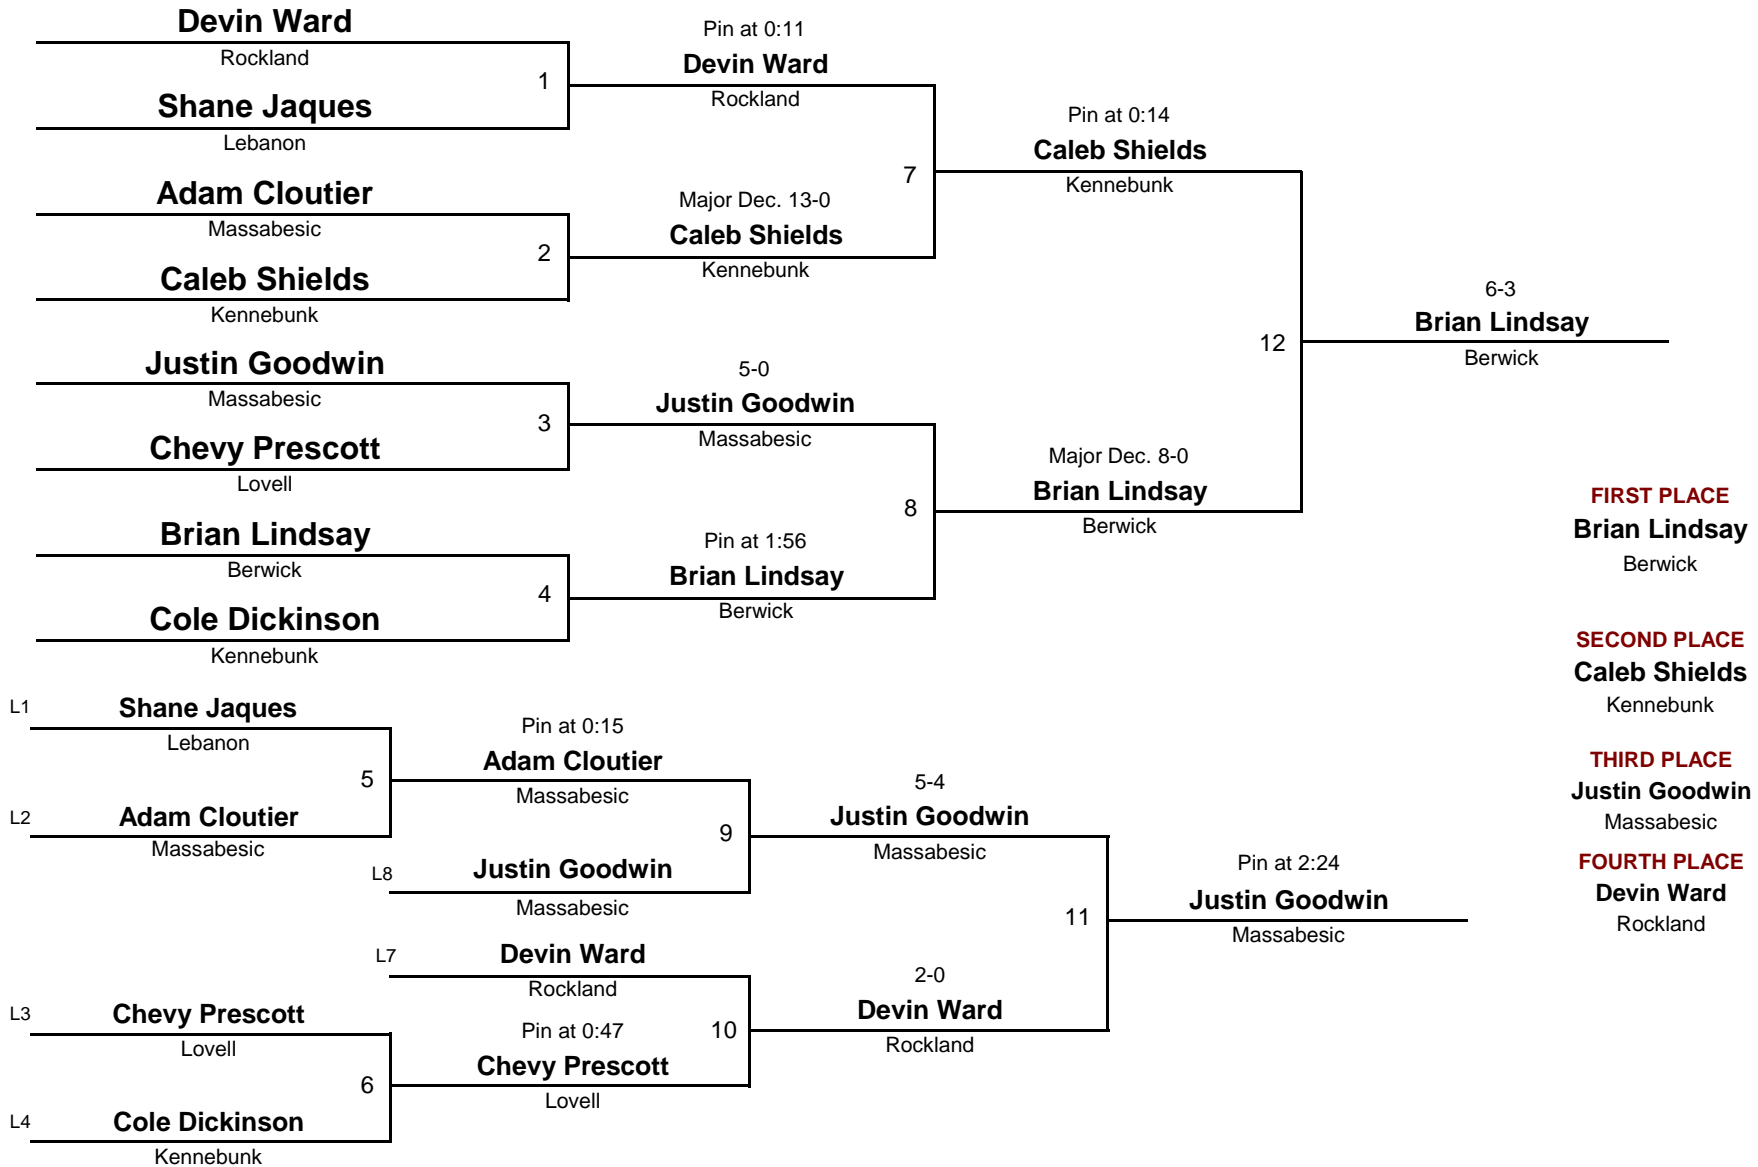 Devin Ward
Rockland
1
Shane Jaques
Lebanon
Adam Cloutier
Massabesic
2
Caleb Shields
Kennebunk
Justin Goodwin
Massabesic
3
Chevy Prescott
Lovell
Brian Lindsay
Berwick
4
Cole Dickinson
Kennebunk
Pin at 0:11
Devin Ward
Rockland
7
Major Dec. 13-0
Caleb Shields
Kennebunk
5-0
Justin Goodwin
Massabesic
8
Pin at 1:56
Brian Lindsay
Berwick
Pin at 0:14
Caleb Shields
Kennebunk
12
Major Dec. 8-0
Brian Lindsay
Berwick
6-3
Brian Lindsay
Berwick
FIRST PLACE
Brian Lindsay
Berwick
SECOND PLACE
Caleb Shields
Kennebunk
THIRD PLACE
Justin Goodwin
Massabesic
FOURTH PLACE
Devin Ward
Rockland
L1
Shane Jaques
Lebanon
5
L2
Adam Cloutier
Massabesic
L3
Chevy Prescott
Lovell
6
L4
Cole Dickinson
Kennebunk
Pin at 0:15
Adam Cloutier
Massabesic
9
L8
Justin Goodwin
Massabesic
L7
Devin Ward
Rockland
10
Pin at 0:47
Chevy Prescott
Lovell
5-4
Justin Goodwin
Massabesic
11
2-0
Devin Ward
Rockland
Pin at 2:24
Justin Goodwin
Massabesic